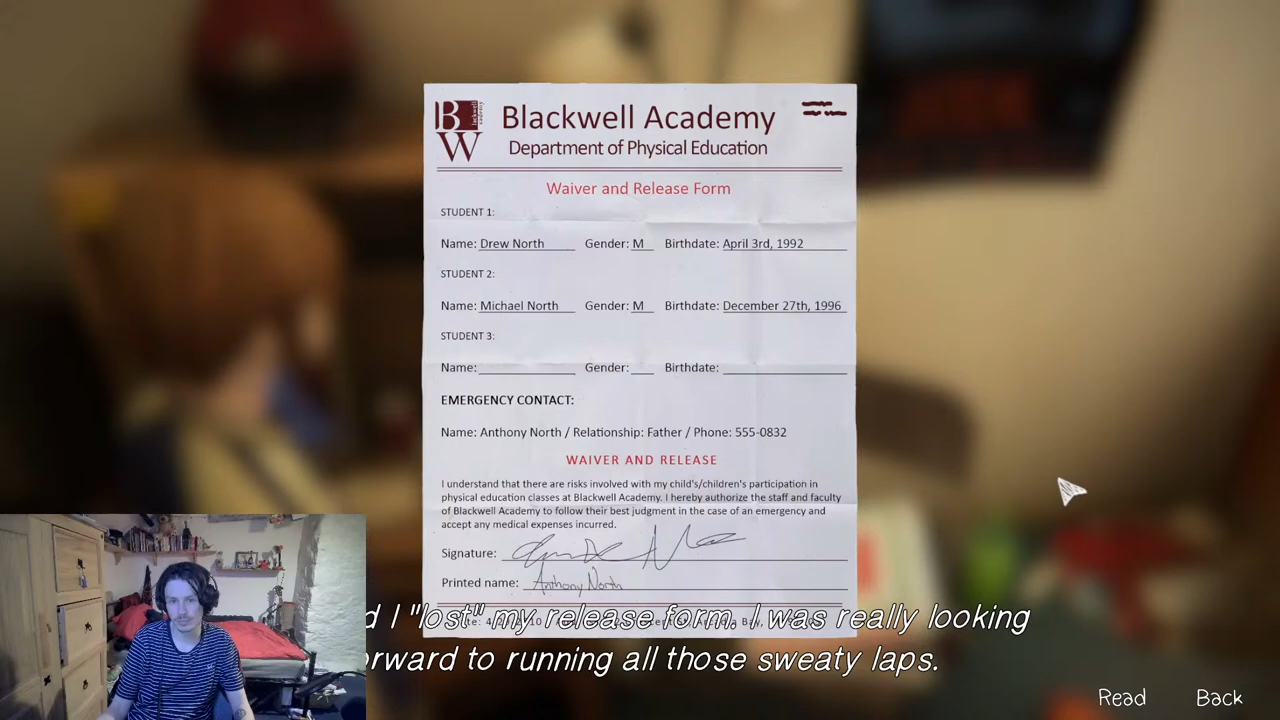 BW
Blackwell Academy
Department of Physical Education
Waiver and Release Form
STUDENT 1:
Name: Drew North Gender: M Birthdate: April 3rd, 1992
STUDENT 2:
Name: Michael North Gender: M Birthdate: December 27th, 1996
STUDENT 3:
Name: Gender: Birthdate:
EMERGENCY CONTACT:
Name: Anthony North / Relationship: Father / Phone: 555-0832
WAIVER AND RELEASE
I understand that there are risks involved with my child's/children's participation in
physical education classes at Blackwell Academy. I hereby authorize the staff and faculty
of Blackwell Academy to follow their best judgment in the case of an emergency and
accept any medical expenses incurred.
Signature:
Printed name: Anthony North
I "lost" my release form. I was really looking
to running all those sweaty laps.
Read Back